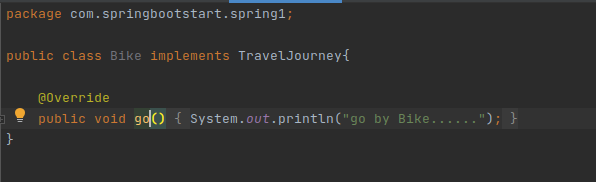 package com.springbootstart.spring1;
public class Bike implements TravelJourney{
@Override
public void go() { System.out.println("go by Bike......"); }
}